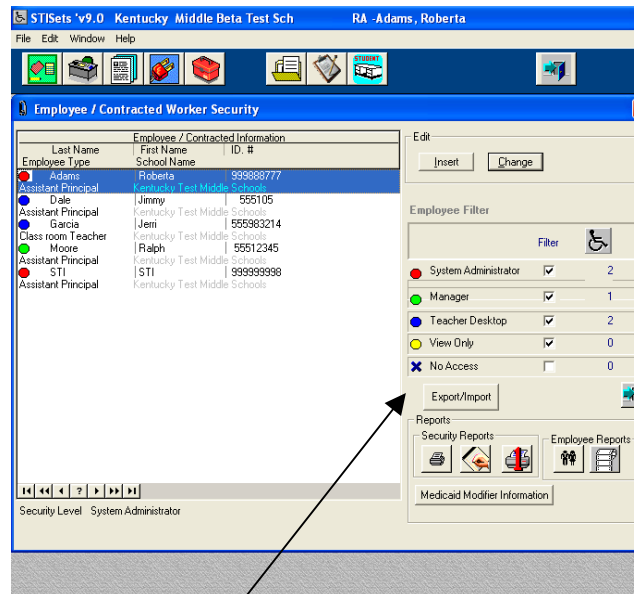 STISets 'v9.0 Kentucky Middle Beta Test Sch RA -Adams, Roberta
File Edit Window Help
STUDENT
Employee / Contracted Worker Security
Employee / Contracted Information
Last Name First Name ID. #
Employee Type School Name
Adams Roberta 999888777
Assistant Principal Kentucky Test Middle Schools
Dale Jimmy 555105
Assistant Principal Kentucky Test Middle Schools
Garcia Jerri 555983214
Class room Teacher Kentucky Test Middle Schools
Moore Ralph 55512345
Assistant Principal Kentucky Test Middle Schools
STI STI 999999998
Assistant Principal Kentucky Test Middle Schools
?
Security Level System Administrator
Edit
Insert Change
Employee Filter
Filter
System Administrator 2
Manager 1
Teacher Desktop 2
View Only 0
No Access 0
Export/Import
Reports
Security Reports
1
Employee Reports
Medicaid Modifier Information